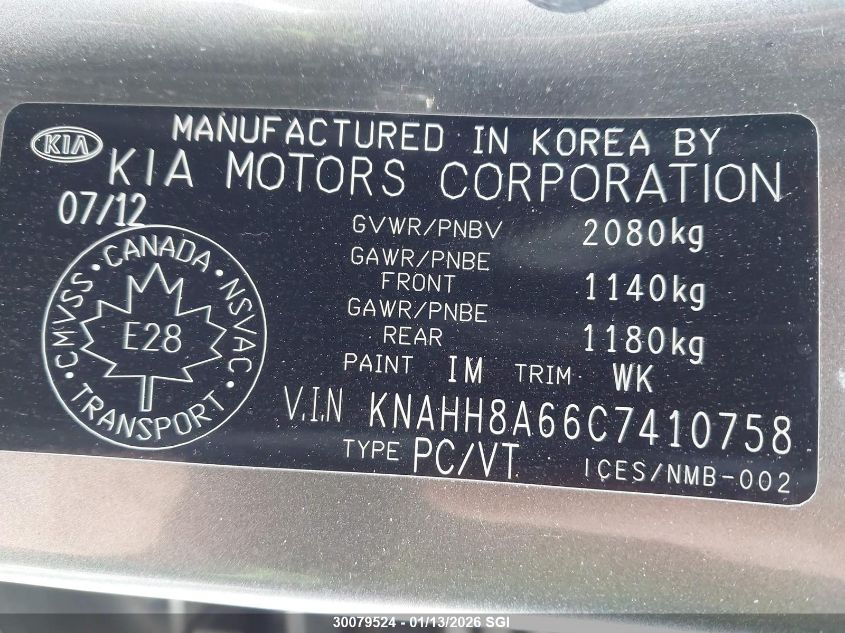 KIA
MANUFACTURED IN KOREA BY
KIA MOTORS CORPORATION
07/12
GVWR/PNBV 2080kg
GAWR/PNBE
FRONT 1140kg
GAWR/PNBE
REAR 1180kg
PAINT IM TRIM WK
V.I.N KNAHH8A66C7410758
TYPE PC/VT ICES/NMB-002
CMVSS • CANADA • NSVAC • TRANSPORT •
E28
30079524 - 01/13/2026 SGI